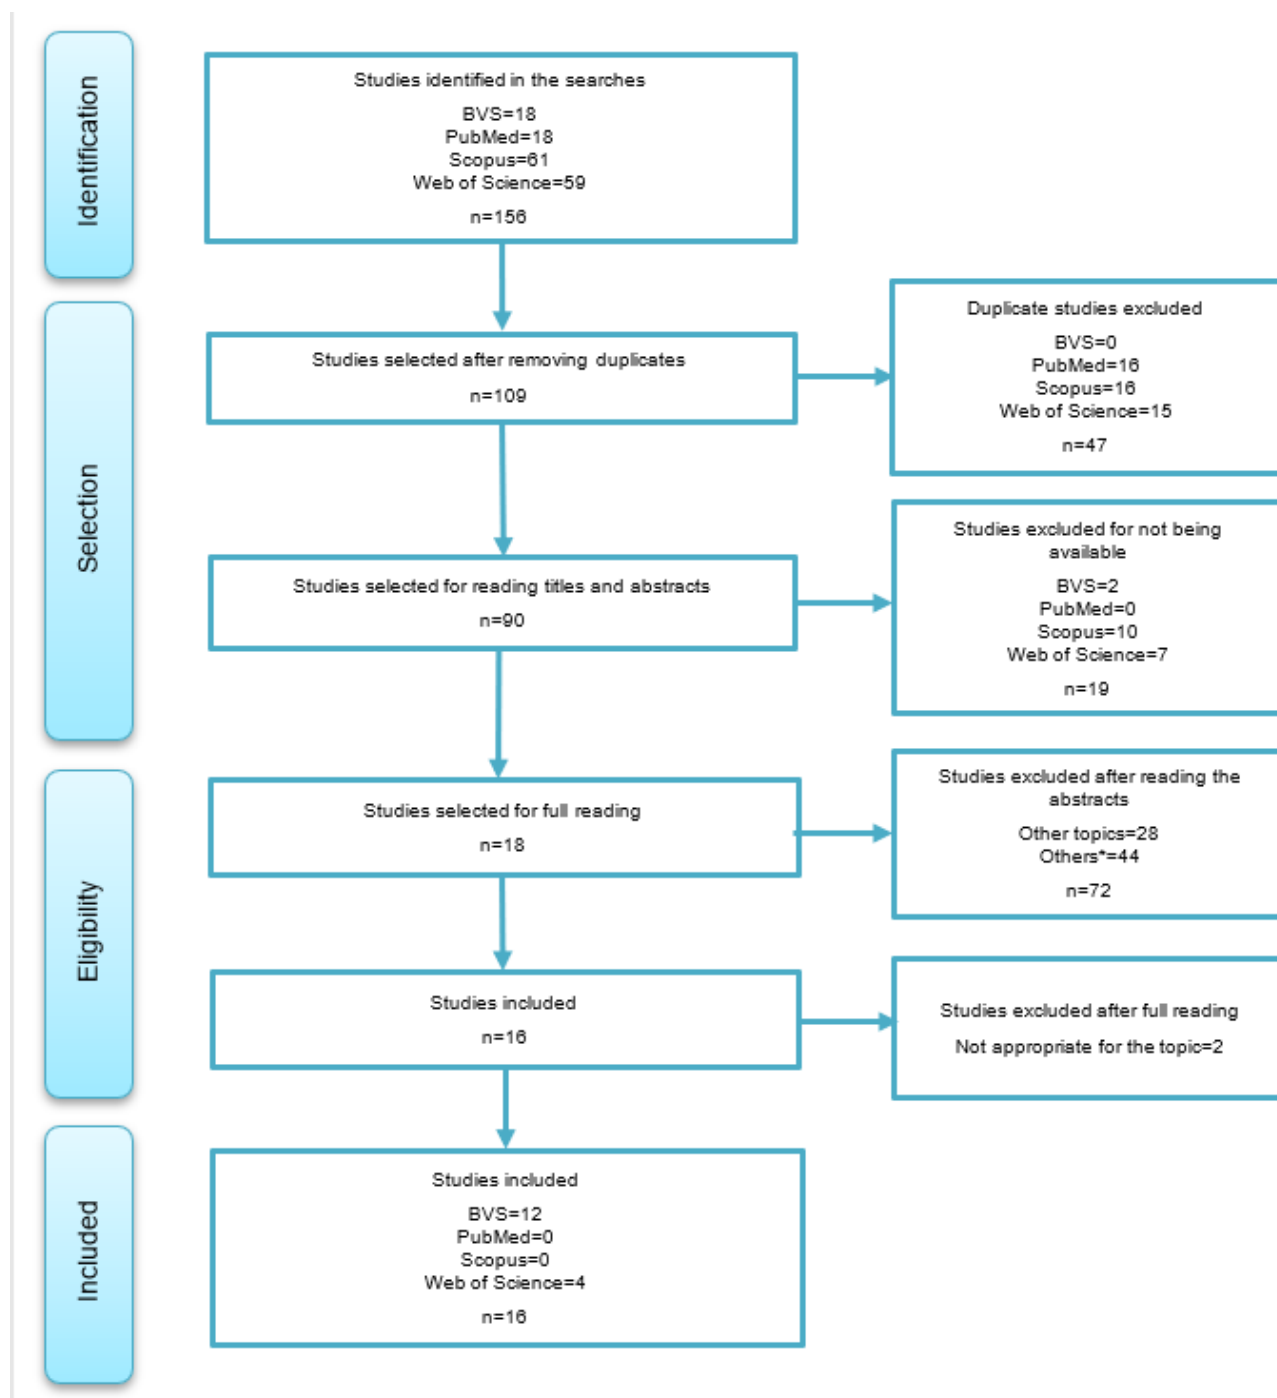 Identification
Studies identified in the searches
BVS=18
PubMed=18
Scopus=61
Web of Science=59
n=156
Selection
Studies selected after removing duplicates
n=109
Duplicate studies excluded
BVS=0
PubMed=16
Scopus=16
Web of Science=15
n=47
Studies selected for reading titles and abstracts
n=90
Studies excluded for not being
available
BVS=2
PubMed=0
Scopus=10
Web of Science=7
n=19
Eligibility
Studies selected for full reading
n=18
Studies excluded after reading the
abstracts
Other topics=28
Others*=44
n=72
Studies included
n=16
Studies excluded after full reading
Not appropriate for the topic=2
Included
Studies included
BVS=12
PubMed=0
Scopus=0
Web of Science=4
n=16